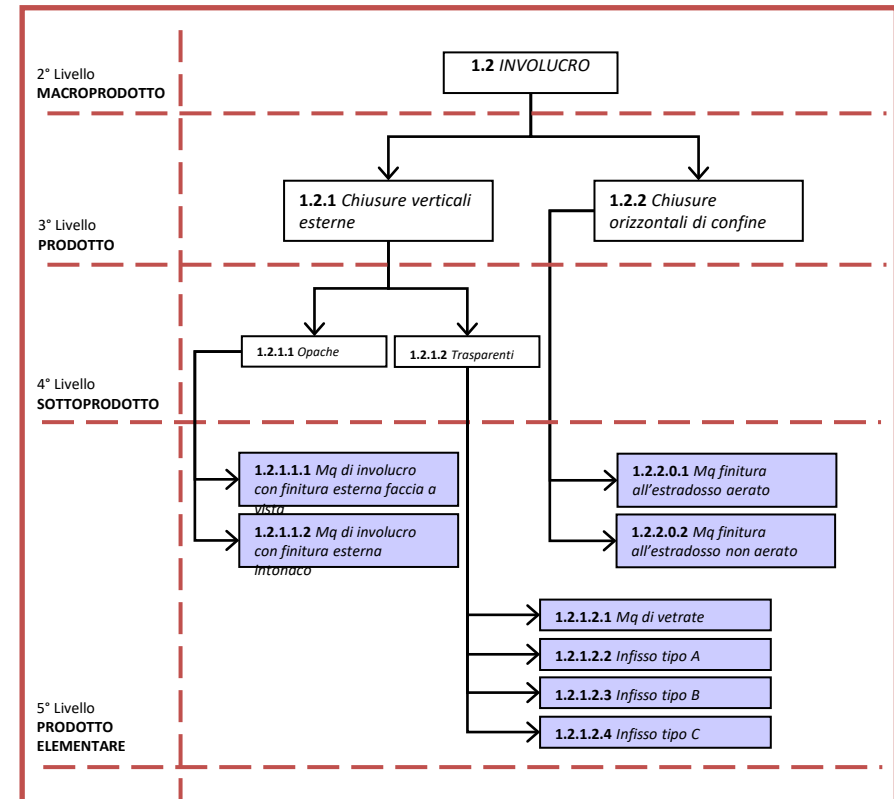 2° Livello
MACROPRODOTTO
1.2 INVOLUCRO
3° Livello
PRODOTTO
1.2.1 Chiusure verticali
esterne
1.2.2 Chiusure
orizzontali di confine
4° Livello
SOTTOPRODOTTO
1.2.1.1 Opache
1.2.1.2 Trasparenti
1.2.1.1.1 Mq di involucro
con finitura esterna faccia a
vista
1.2.1.1.2 Mq di involucro
con finitura esterna
intonaco
1.2.2.0.1 Mq finitura
all'estradosso aerato
1.2.2.0.2 Mq finitura
all'estradosso non aerato
1.2.1.2.1 Mq di vetrate
1.2.1.2.2 Infisso tipo A
1.2.1.2.3 Infisso tipo B
1.2.1.2.4 Infisso tipo C
5° Livello
PRODOTTO
ELEMENTARE